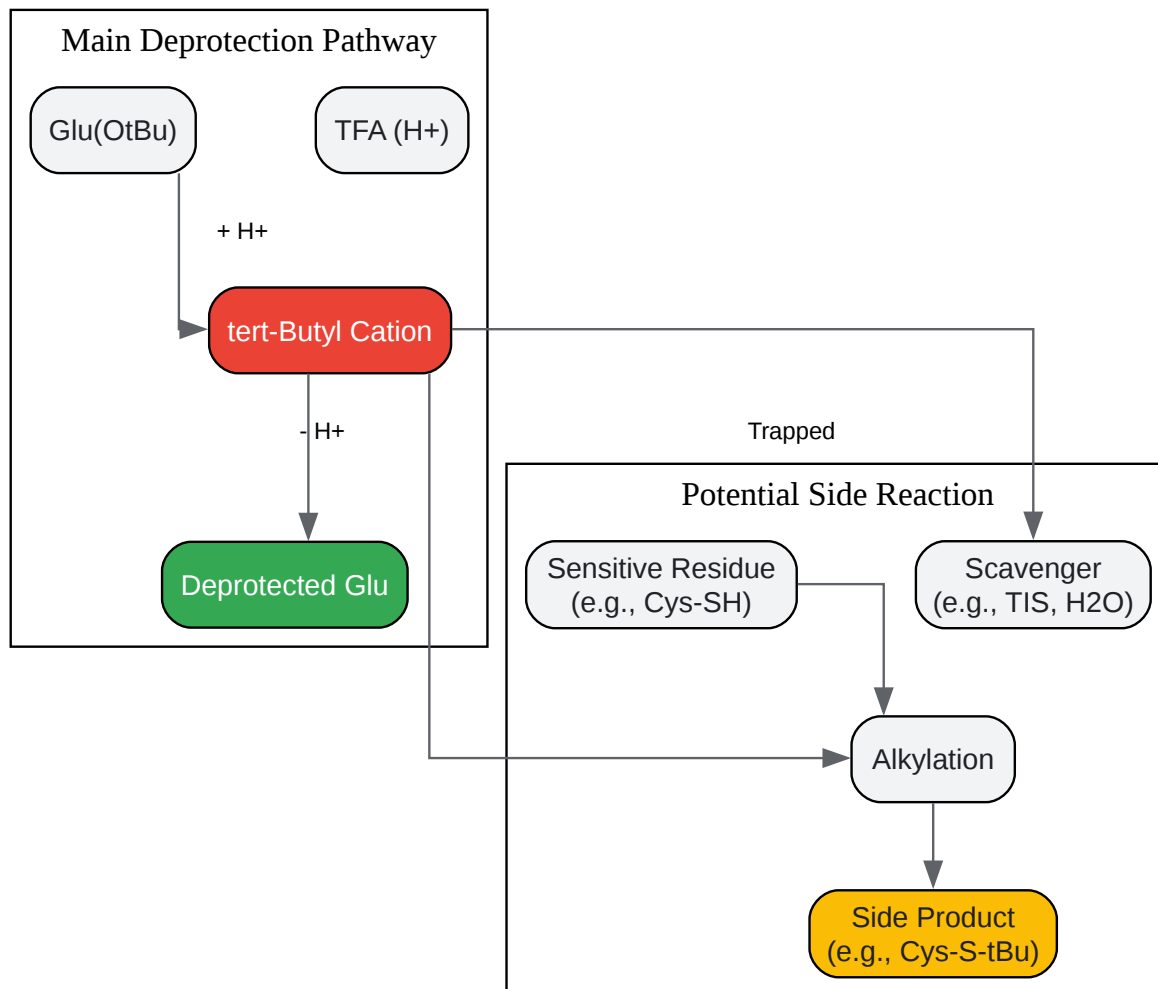 Main Deprotection Pathway
Glu(OtBu)
TFA (H+)
+ H+
tert-Butyl Cation
- H+
Trapped
Deprotected Glu
Potential Side Reaction
Sensitive Residue
(e.g., Cys-SH)
Scavenger
(e.g., TIS, H2O)
Alkylation
Side Product
(e.g., Cys-S-tBu)